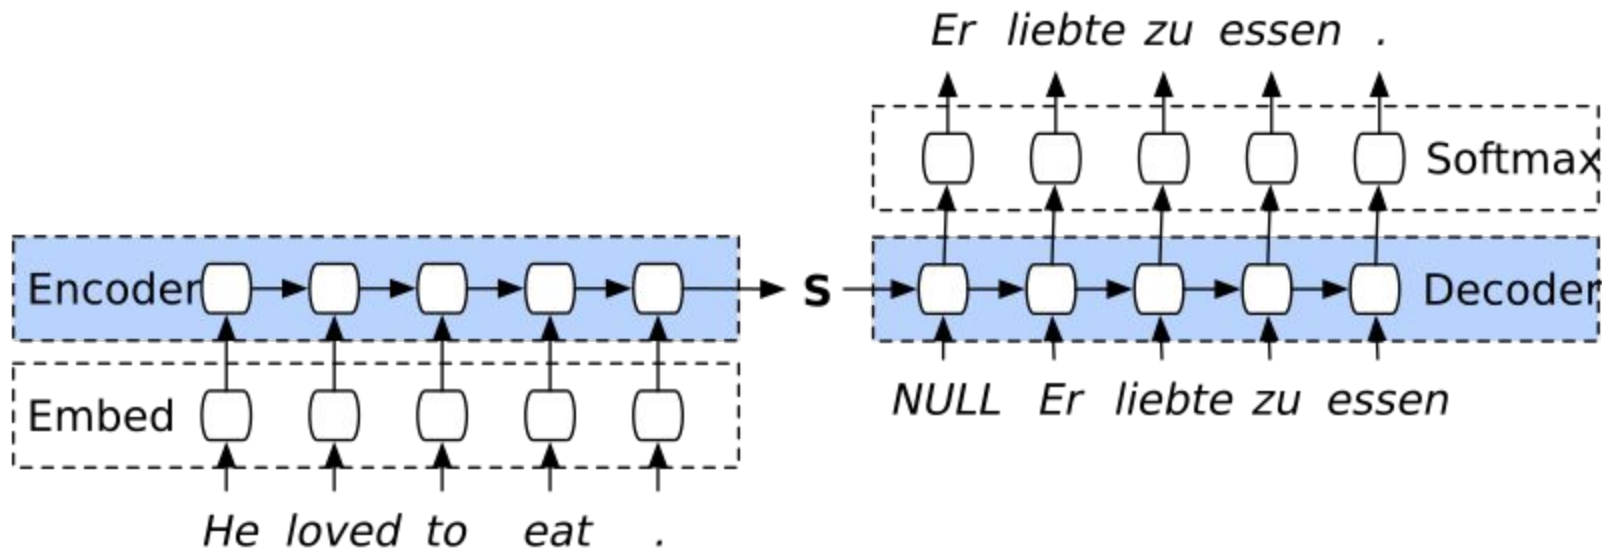 Er liebte zu essen .
Softmax
Encoder
S
Decoder
Embed
NULL Er liebte zu essen
He loved to eat .